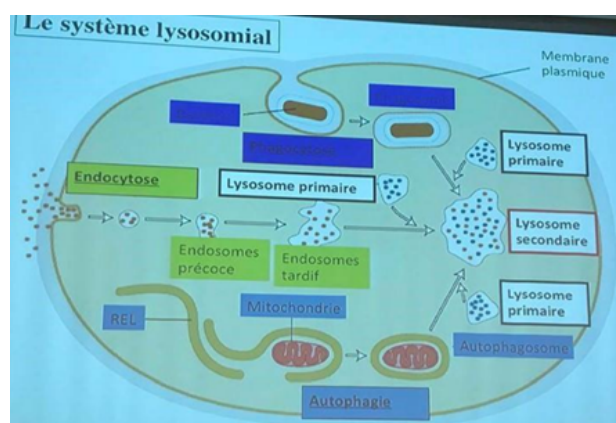 Le système lysosomial
Membrane
plasmique
Lysosome
primaire
Endocytose
Lysosome primaire
Lysosome
secondaire
Endosomes
précoce
Endosomes
tardif
Lysosome
primaire
REL
Mitochondrie
Autophagosome
Autophagie